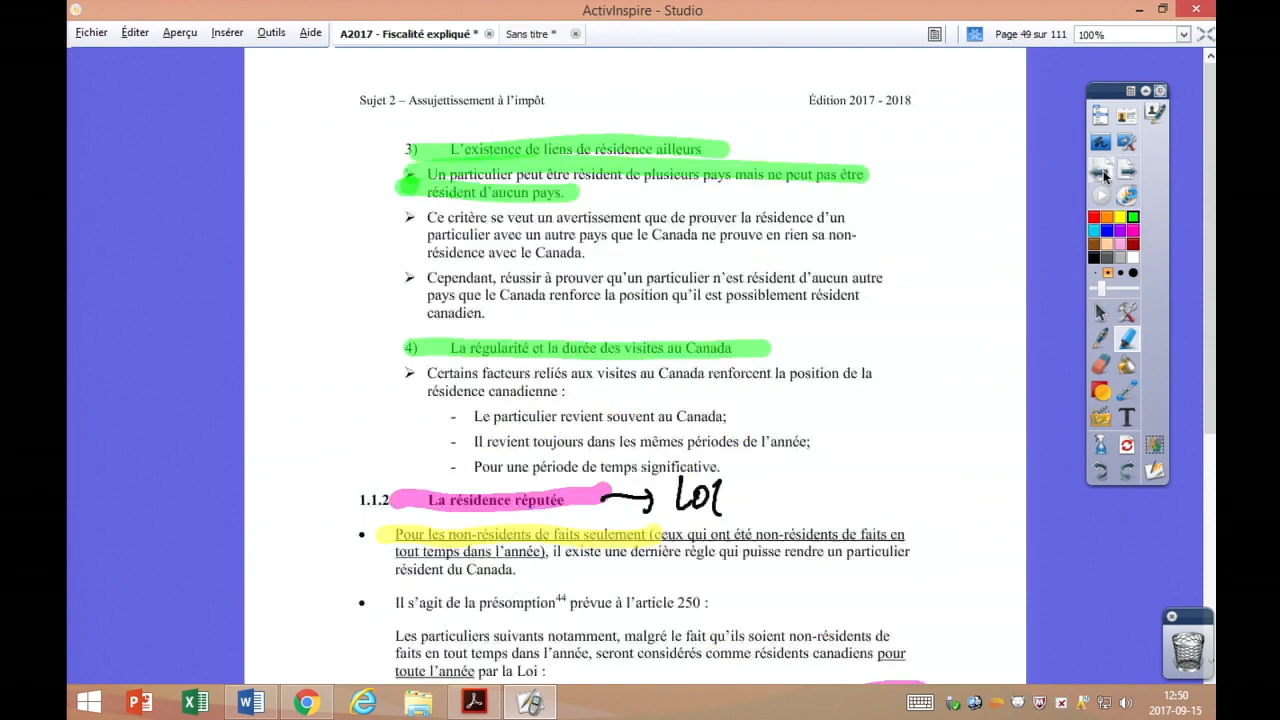 ActivInspire - Studio
Fichier Éditer Aperçu Insérer Outils Aide
A2017 - Fiscalité expliqué * Sans titre * Page 49 sur 111 100%
Sujet 2 – Assujettissement à l'impôt Édition 2017 - 2018
3) L'existence de liens de résidence ailleurs
Un particulier peut être résident de plusieurs pays mais ne peut pas être
résident d'aucun pays.
➢ Ce critère se veut un avertissement que de prouver la résidence d'un
particulier avec un autre pays que le Canada ne prouve en rien sa non-
résidence avec le Canada.
➢ Cependant, réussir à prouver qu'un particulier n'est résident d'aucun autre
pays que le Canada renforce la position qu'il est possiblement résident
canadien.
4) La régularité et la durée des visites au Canada
➢ Certains facteurs reliés aux visites au Canada renforcent la position de la
résidence canadienne :
- Le particulier revient souvent au Canada;
- Il revient toujours dans les mêmes périodes de l'année;
- Pour une période de temps significative.
1.1.2 La résidence réputée → LOI
• Pour les non-résidents de faits seulement (ceux qui ont été non-résidents de faits en
tout temps dans l'année), il existe une dernière règle qui puisse rendre un particulier
résident du Canada.
• Il s'agit de la présomption44 prévue à l'article 250 :
Les particuliers suivants notamment, malgré le fait qu'ils soient non-résidents de
faits en tout temps dans l'année, seront considérés comme résidents canadiens pour
toute l'année par la Loi :
12:50
2017-09-15